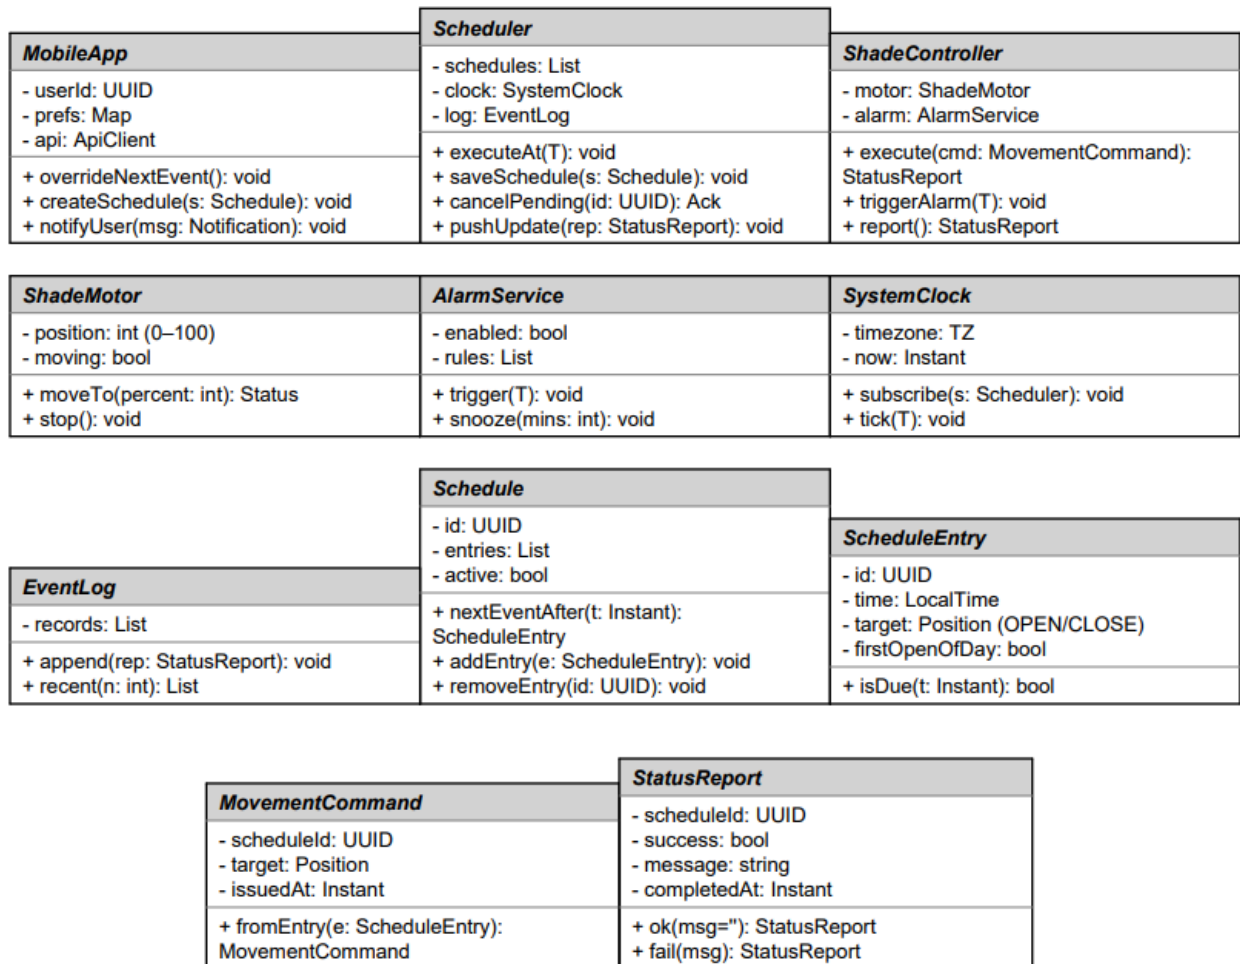 MobileApp
- userId: UUID
- prefs: Map
- api: ApiClient
+ overrideNextEvent(): void
+ createSchedule(s: Schedule): void
+ notifyUser(msg: Notification): void
Scheduler
- schedules: List
- clock: SystemClock
- log: EventLog
+ executeAt(T): void
+ saveSchedule(s: Schedule): void
+ cancelPending(id: UUID): Ack
+ pushUpdate(rep: StatusReport): void
ShadeController
- motor: ShadeMotor
- alarm: AlarmService
+ execute(cmd: MovementCommand):
StatusReport
+ triggerAlarm(T): void
+ report(): StatusReport
ShadeMotor
- position: int (0–100)
- moving: bool
+ moveTo(percent: int): Status
+ stop(): void
AlarmService
- enabled: bool
- rules: List
+ trigger(T): void
+ snooze(mins: int): void
SystemClock
- timezone: TZ
- now: Instant
+ subscribe(s: Scheduler): void
+ tick(T): void
EventLog
- records: List
+ append(rep: StatusReport): void
+ recent(n: int): List
Schedule
- id: UUID
- entries: List
- active: bool
+ nextEventAfter(t: Instant):
ScheduleEntry
+ addEntry(e: ScheduleEntry): void
+ removeEntry(id: UUID): void
ScheduleEntry
- id: UUID
- time: LocalTime
- target: Position (OPEN/CLOSE)
- firstOpenOfDay: bool
+ isDue(t: Instant): bool
MovementCommand
- scheduleId: UUID
- target: Position
- issuedAt: Instant
+ fromEntry(e: ScheduleEntry):
MovementCommand
StatusReport
- scheduleId: UUID
- success: bool
- message: string
- completedAt: Instant
+ ok(msg=''): StatusReport
+ fail(msg): StatusReport